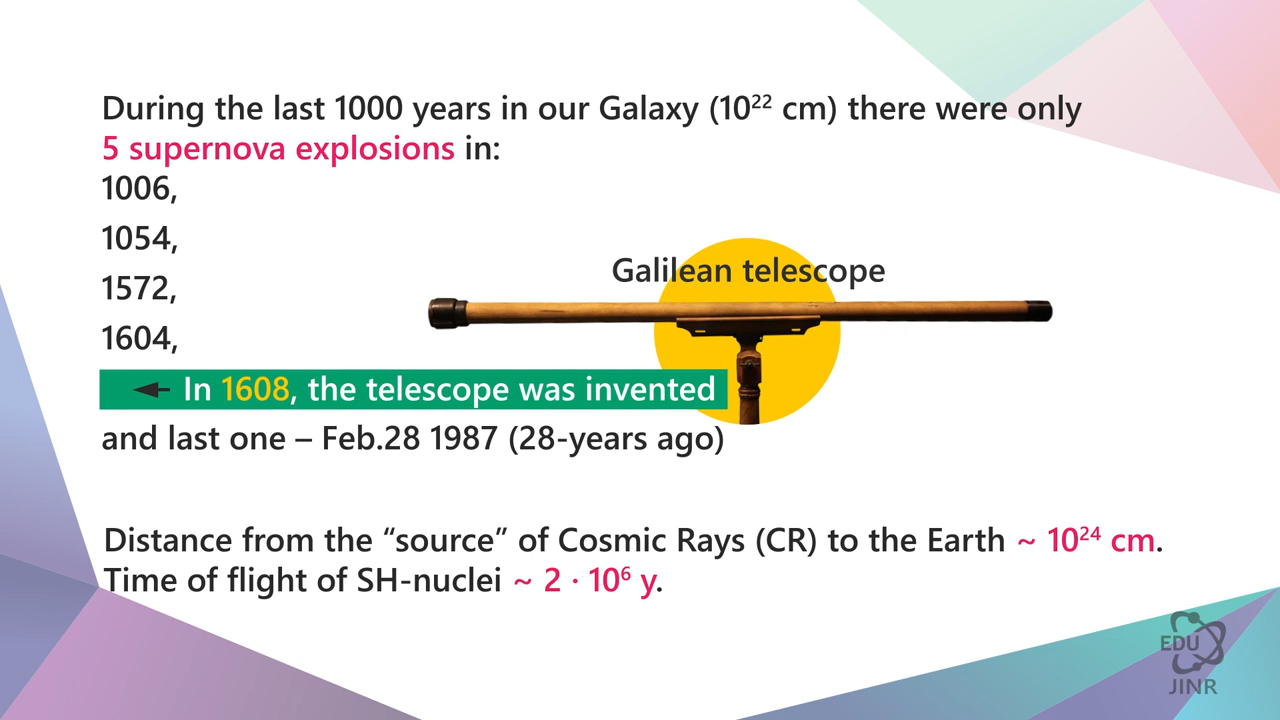 During the last 1000 years in our Galaxy (10²² cm) there were only
5 supernova explosions in:
1006,
1054,
1572,
1604,
Galilean telescope
In 1608, the telescope was invented
and last one – Feb.28 1987 (28-years ago)
Distance from the “source” of Cosmic Rays (CR) to the Earth ~ 10²⁴ cm.
Time of flight of SH-nuclei ~ 2 · 10⁶ y.
EDU
JINR